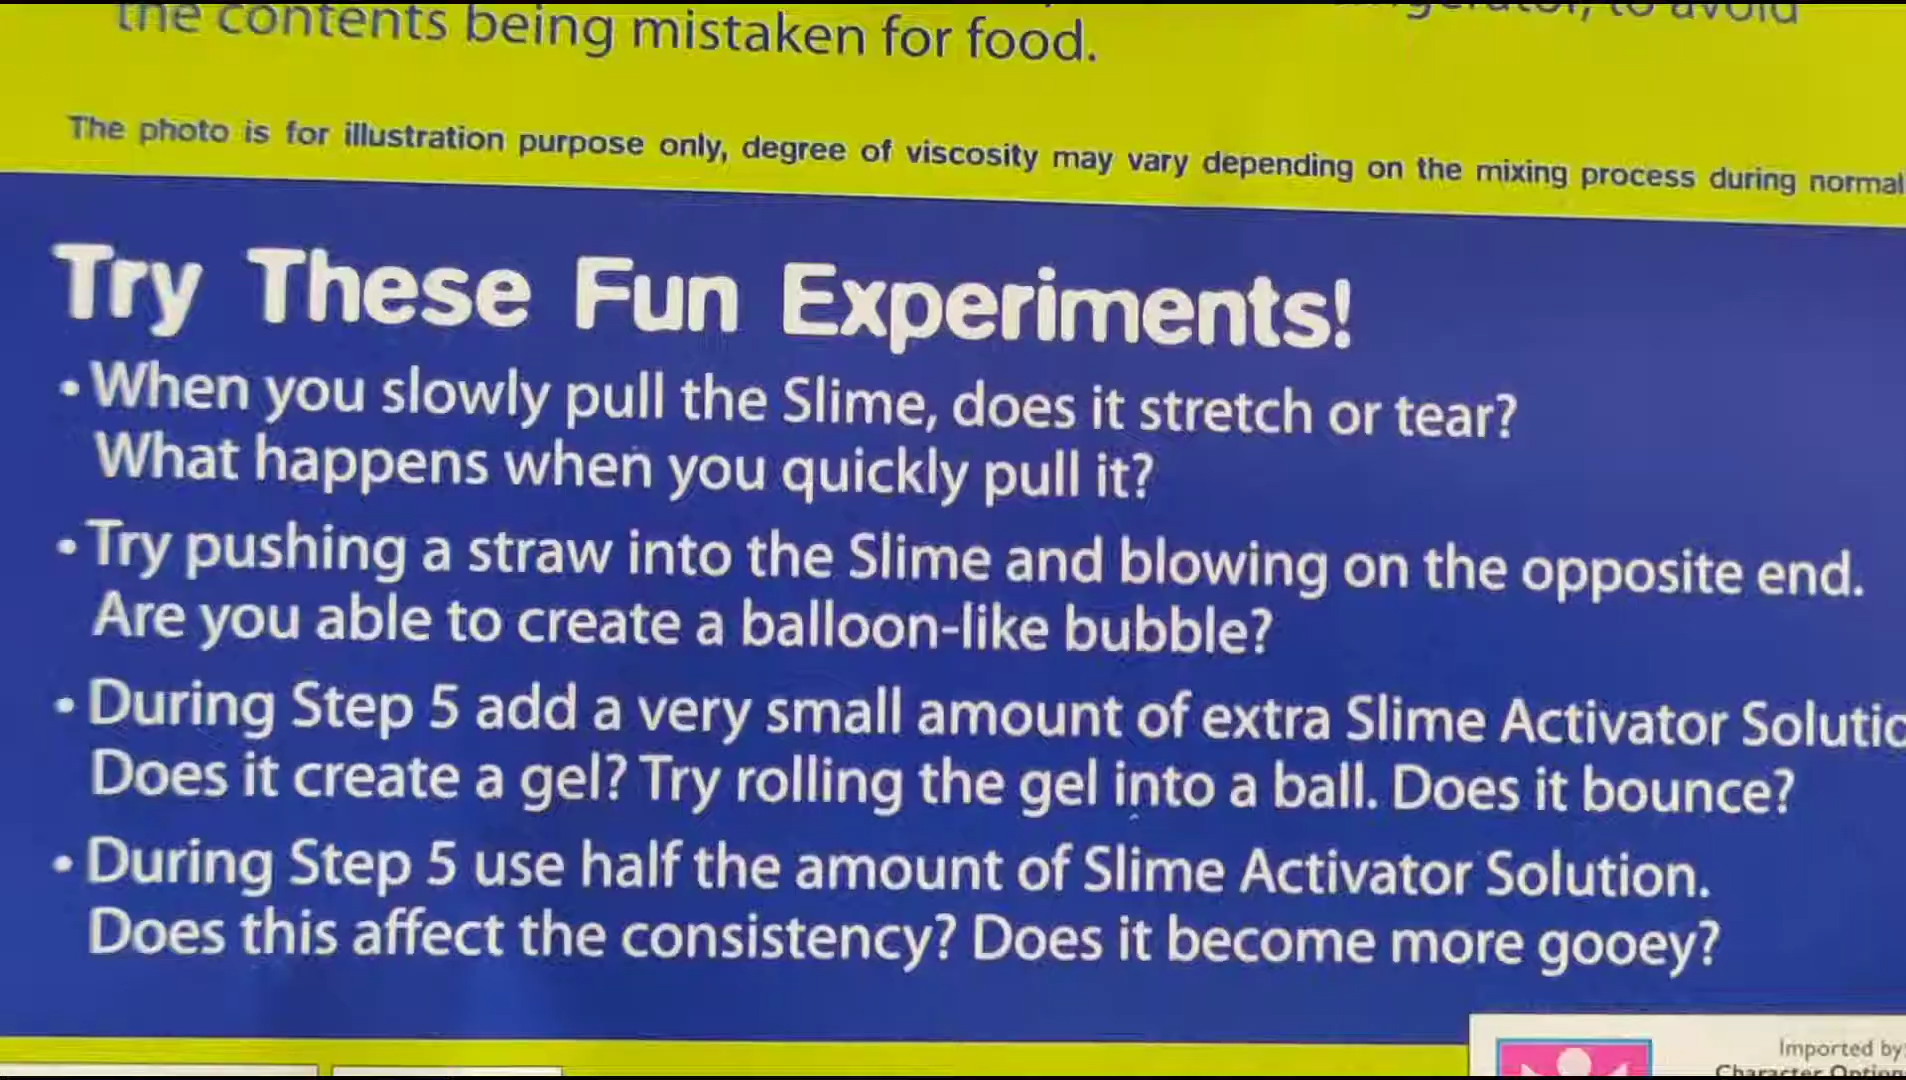 the contents being mistaken for food.
The photo is for illustration purpose only, degree of viscosity may vary depending on the mixing process during normal
Try These Fun Experiments!
• When you slowly pull the Slime, does it stretch or tear?
What happens when you quickly pull it?
• Try pushing a straw into the Slime and blowing on the opposite end.
Are you able to create a balloon-like bubble?
• During Step 5 add a very small amount of extra Slime Activator
Does it create a gel? Try rolling the gel into a ball. Does it bounce?
• During Step 5 use half the amount of Slime Activator Solution.
Does this affect the consistency? Does it become more gooey?
Imported by:
Character